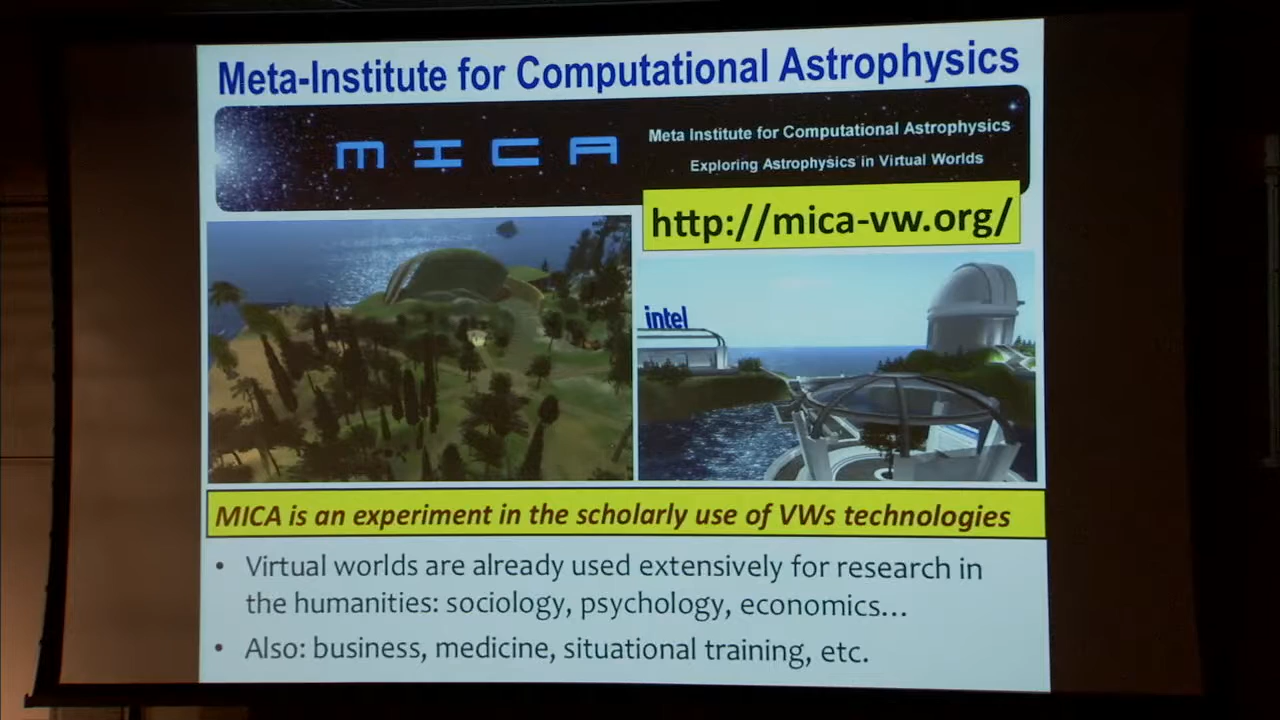 Meta-Institute for Computational Astrophysics
MICA
Meta Institute for Computational Astrophysics
Exploring Astrophysics in Virtual Worlds
http://mica-vw.org/
intel
MICA is an experiment in the scholarly use of VWs technologies
• Virtual worlds are already used extensively for research in
the humanities: sociology, psychology, economics...
• Also: business, medicine, situational training, etc.